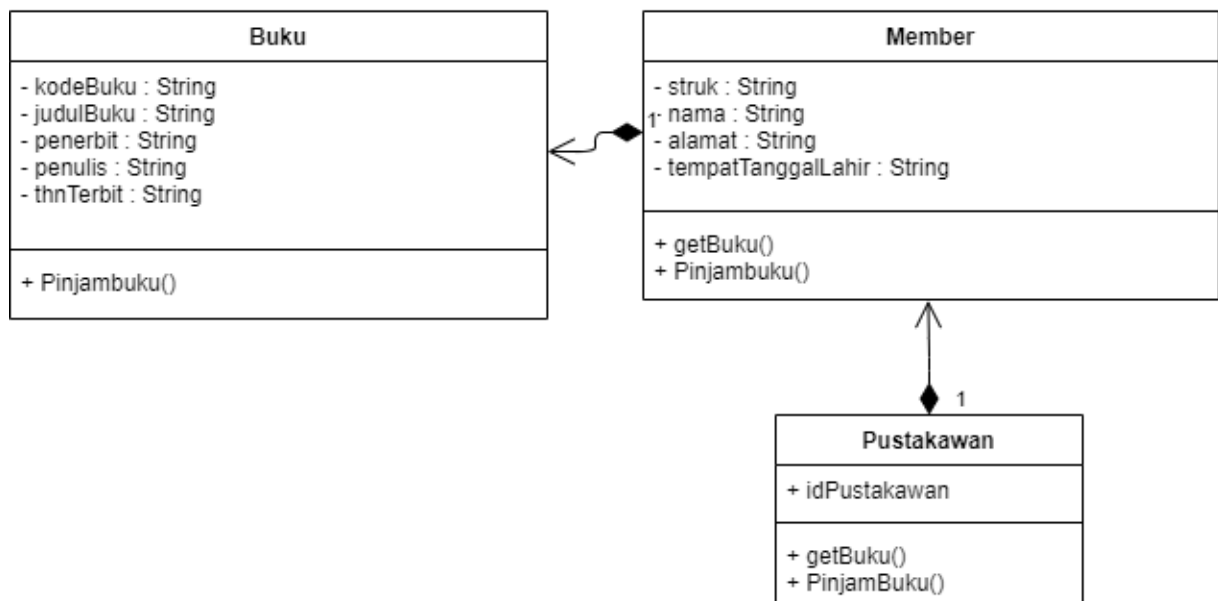 Buku
- kodeBuku : String
- judulBuku : String
- penerbit : String
- penulis : String
- thnTerbit : String
+ Pinjambuku()
Member
- struk : String
- nama : String
- alamat : String
- tempatTanggalLahir : String
+ getBuku()
+ Pinjambuku()
1
1
Pustakawan
+ idPustakawan
+ getBuku()
+ PinjamBuku()